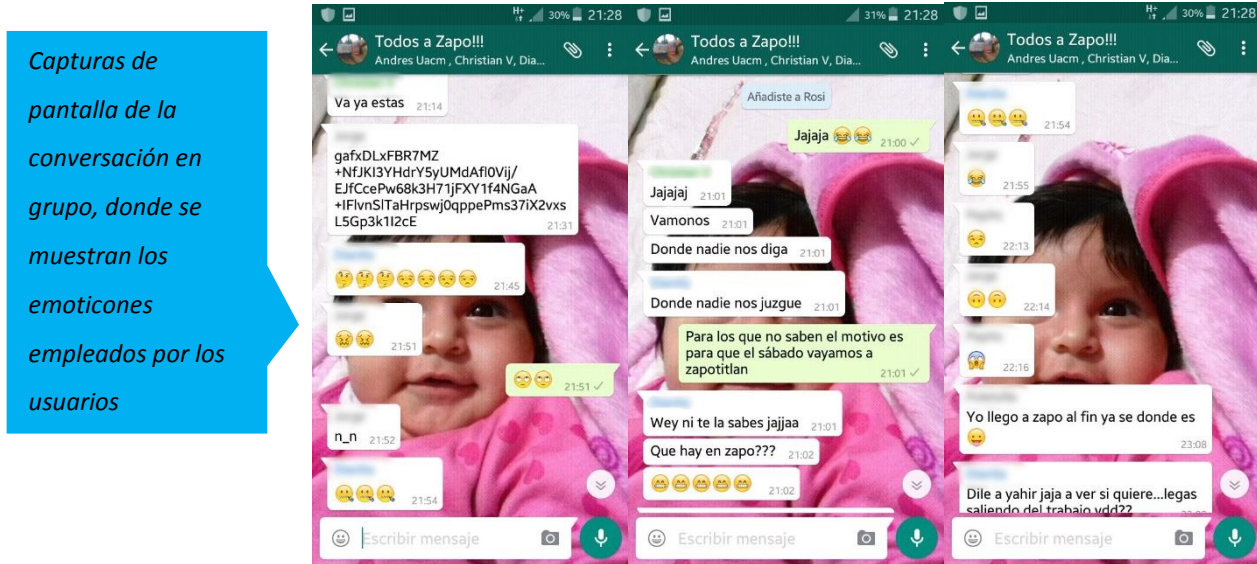 Capturas de
pantalla de la
conversación en
grupo, donde se
muestran los
emoticones
empleados por los
usuarios
H+
30%
21:28
Todos a Zapo!!!
Andres Uacm , Christian V, Dia...
Va ya estas 21:14
gafxDLxFBR7MZ
+NfJKI3YHdrY5yUMdAfl0Vij/
EJfCcePw68k3H71jFXY1f4NGaA
+IFlvnSlTaHrpswj0qppePms37iX2vxs
L5Gp3k1I2cE
21:31
🤔🤔🤔😒😒😒😒 21:45
😖😖 21:51
🙄🙄 21:51
n_n 21:52
🤐🤐🤐 21:54
Escribir mensaje
31% 21:28
Todos a Zapo!!!
Andres Uacm , Christian V, Dia...
Añadiste a Rosi
Jajaja 😂😂 21:00
Jajajaj 21:01
Vamonos 21:01
Donde nadie nos diga 21:01
Donde nadie nos juzgue 21:01
Para los que no saben el motivo es
para que el sábado vayamos a
zapotitlan
21:01
Wey ni te la sabes jajjaa 21:01
Que hay en zapo??? 21:02
😁😁😁😁😁 21:02
Escribir mensaje
H+
30% 21:28
Todos a Zapo!!!
Andres Uacm , Christian V, Dia...
🤐🤐🤐 21:54
😂 21:55
😒 22:13
🙃🙃 22:14
😱 22:16
Yo llego a zapo al fin ya se donde es
😛 23:08
Dile a yahir jaja a ver si quiere...legas
saliendo del trabajo vdd??
Escribir mensaje